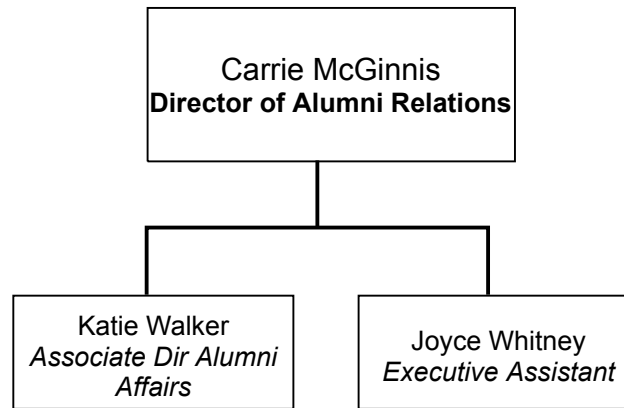 Carrie McGinnis
Director of Alumni Relations
Katie Walker
Associate Dir Alumni
Affairs
Joyce Whitney
Executive Assistant